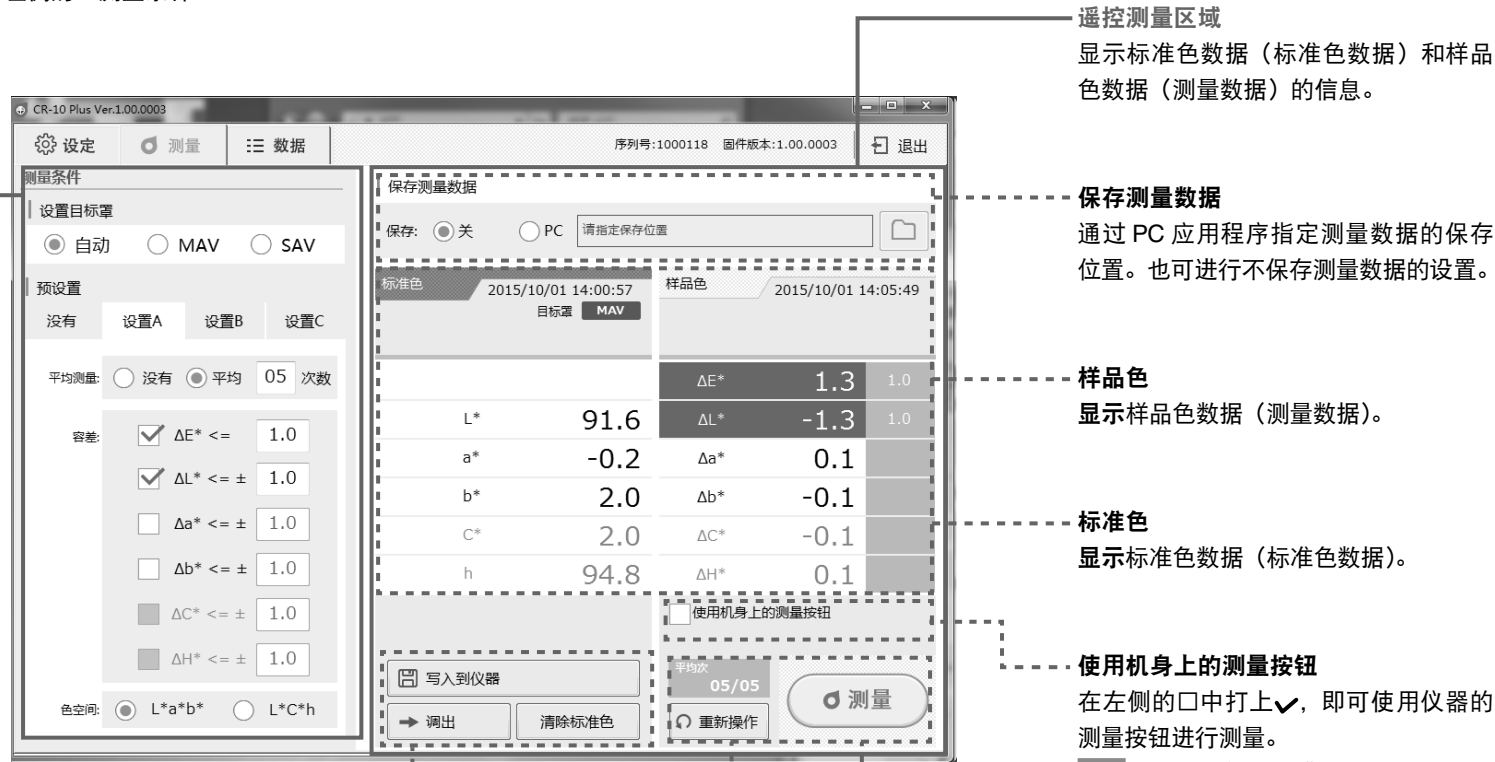 遥控测量区域
显示标准色数据（标准色数据）和样品
色数据（测量数据）的信息。
CR-10 Plus Ver.1.00.0003
设定
测量
数据
序列号:1000118 固件版本:1.00.0003
退出
测量条件
设置目标罩
自动 MAV SAV
预设置
没有 设置A 设置B 设置C
平均测量: 没有 平均 05 次数
容差: ΔE* <= 1.0
ΔL* <= ± 1.0
Δa* <= ± 1.0
Δb* <= ± 1.0
ΔC* <= ± 1.0
ΔH* <= ± 1.0
色空间: L*a*b* L*C*h
保存测量数据
保存: 关 PC 请指定保存位置
标准色 2015/10/01 14:00:57
目标罩 MAV
L* 91.6
a* -0.2
b* 2.0
C* 2.0
h 94.8
样品色 2015/10/01 14:05:49
ΔE* 1.3 1.0
ΔL* -1.3 1.0
Δa* 0.1
Δb* -0.1
ΔC* -0.1
ΔH* 0.1
使用机身上的测量按钮
写入到仪器
调出 清除标准色
平均次
05/05
重新操作
测量
保存测量数据
通过 PC 应用程序指定测量数据的保存
位置。也可进行不保存测量数据的设置。
样品色
显示样品色数据（测量数据）。
标准色
显示标准色数据（标准色数据）。
使用机身上的测量按钮
在左侧的□中打上✓，即可使用仪器的
测量按钮进行测量。